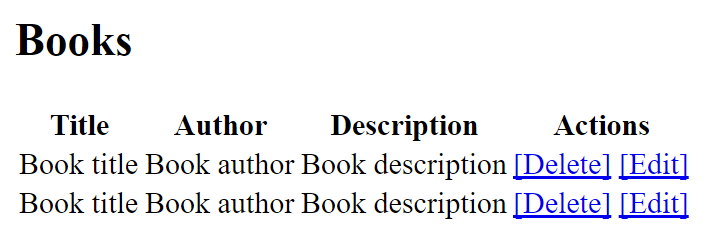 Books
Title Author Description Actions
Book title Book author Book description [Delete] [Edit]
Book title Book author Book description [Delete] [Edit]